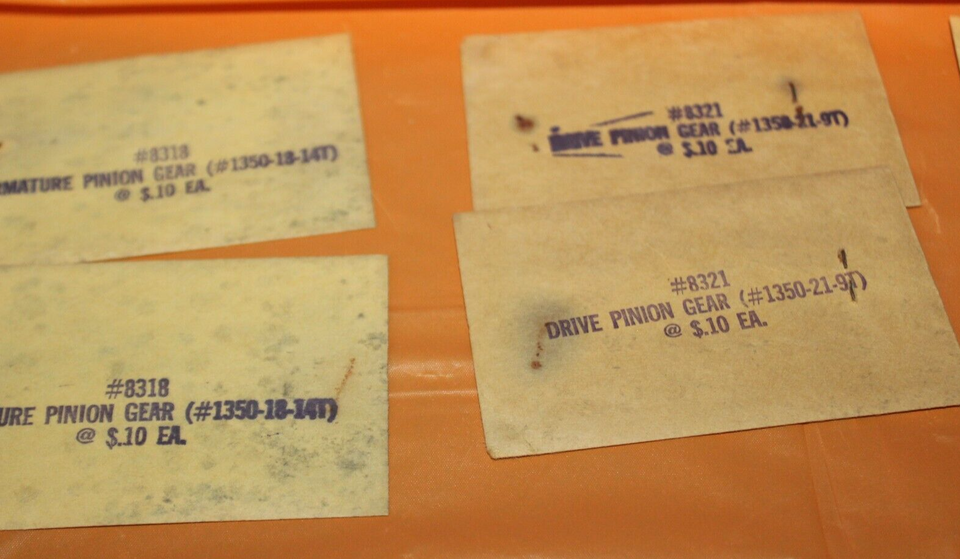 #8318
RMATURE PINION GEAR (#1350-18-14T)
@ $.10 EA.
#8321
DRIVE PINION GEAR (#1350-21-9T)
@ $.10 EA.
#8318
URE PINION GEAR (#1350-18-14T)
@ $.10 EA.
#8321
DRIVE PINION GEAR (#1350-21-9T)
@ $.10 EA.